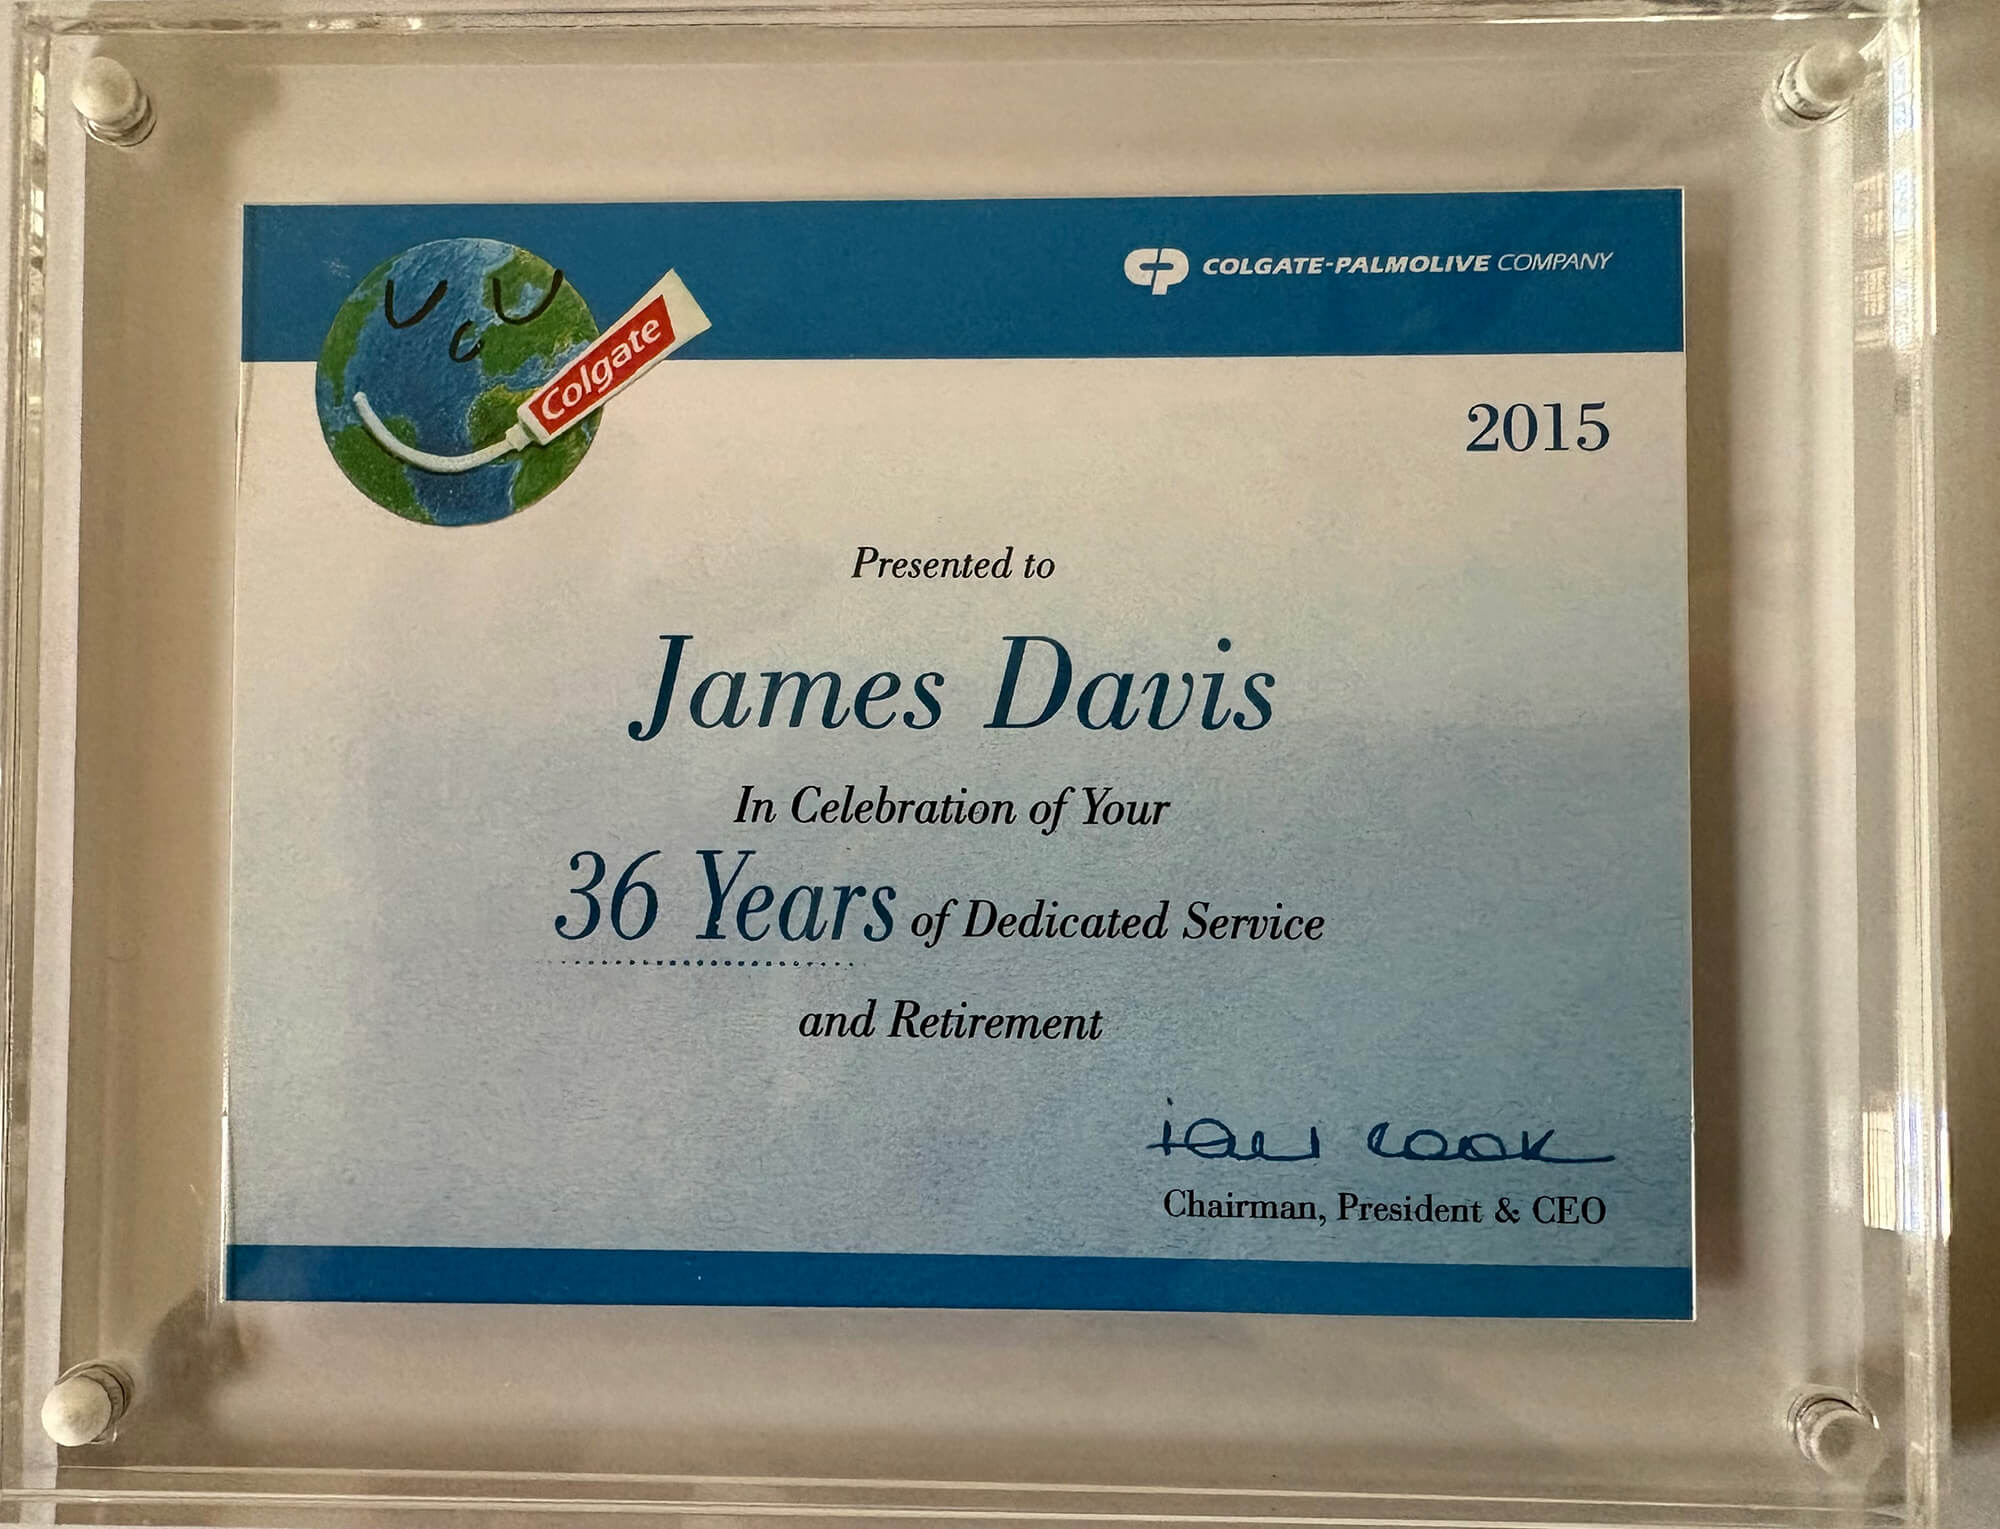 COLGATE-PALMOLIVE COMPANY
Colgate
2015
Presented to
James Davis
In Celebration of Your
36 Years of Dedicated Service
and Retirement
ian cook
Chairman, President & CEO